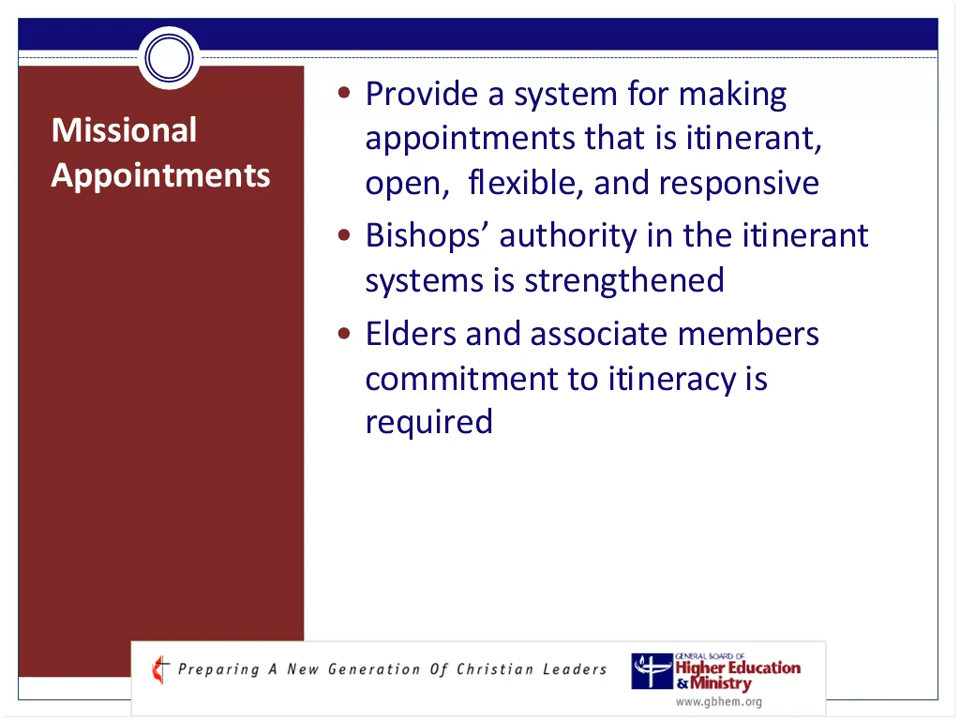 Missional
Appointments
• Provide a system for making
appointments that is itinerant,
open,  flexible, and responsive
• Bishops’ authority in the itinerant
systems is strengthened
• Elders and associate members
commitment to itineracy is
required
Preparing A New Generation Of Christian Leaders
GENERAL BOARD OF
Higher Education
&Ministry
www.gbhem.org